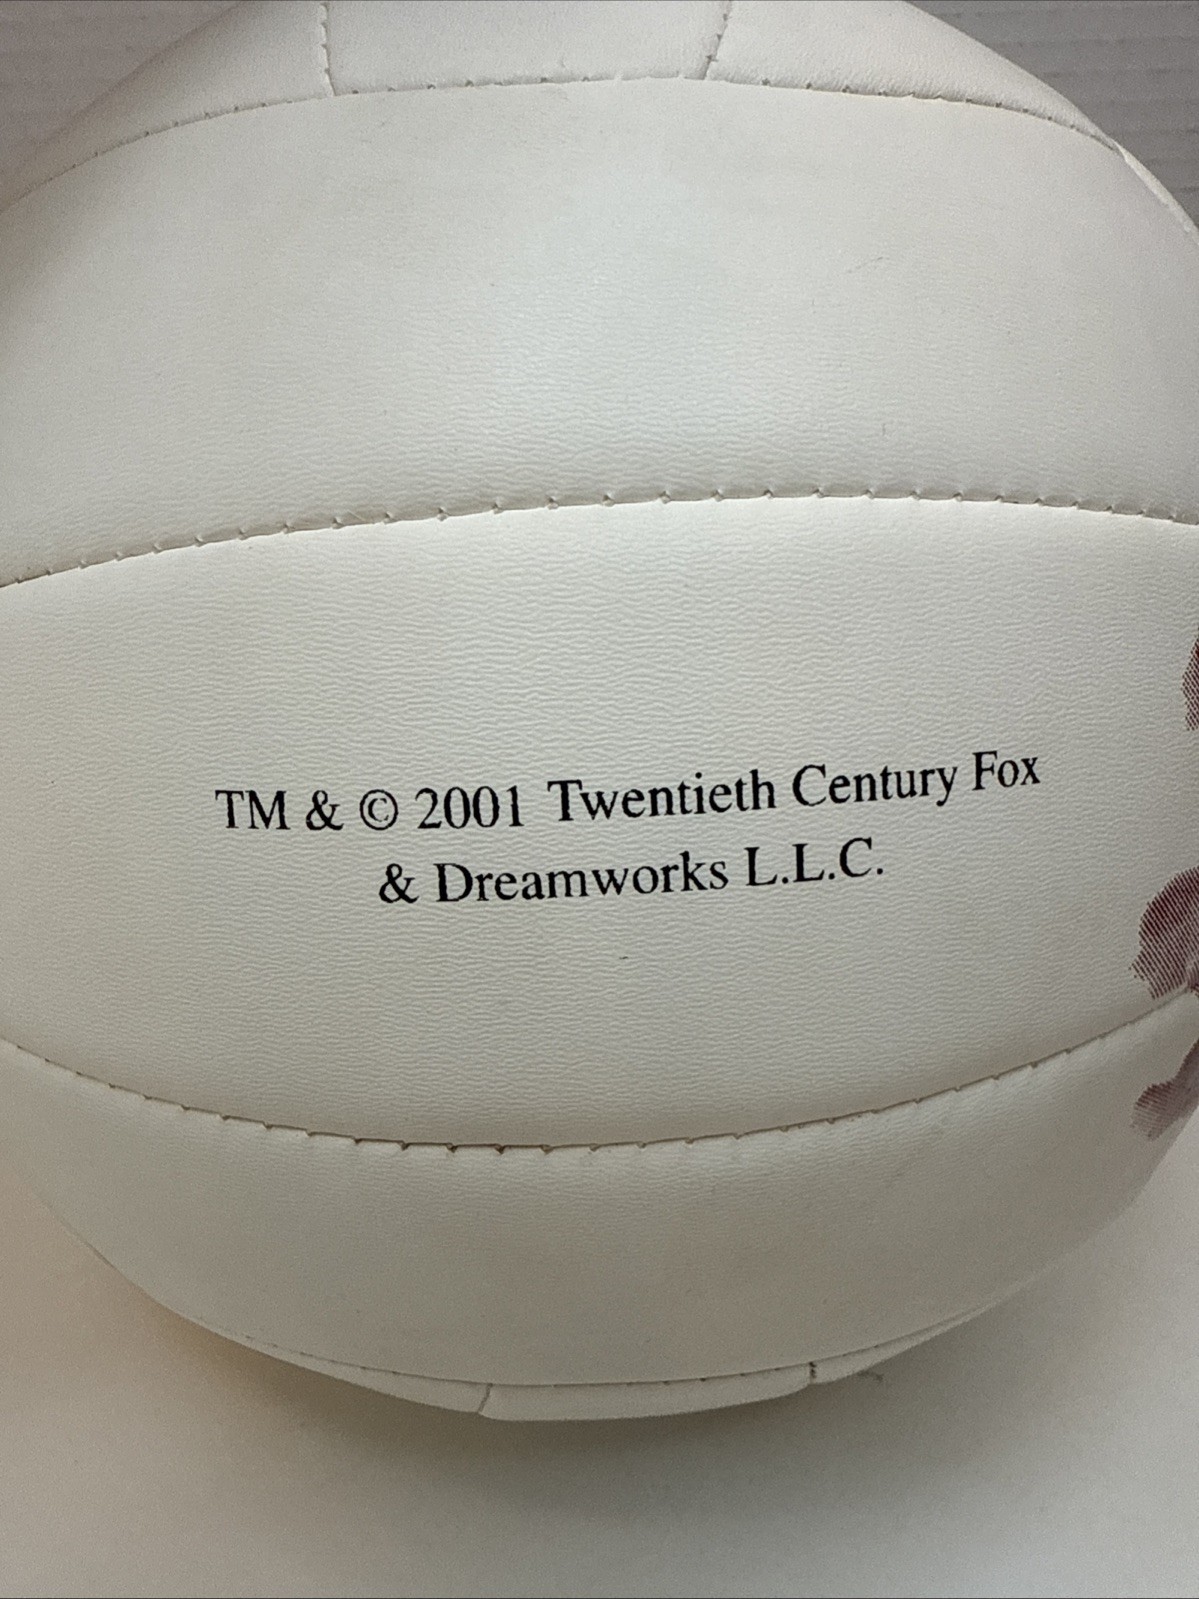 TM & © 2001 Twentieth Century Fox
& Dreamworks L.L.C.